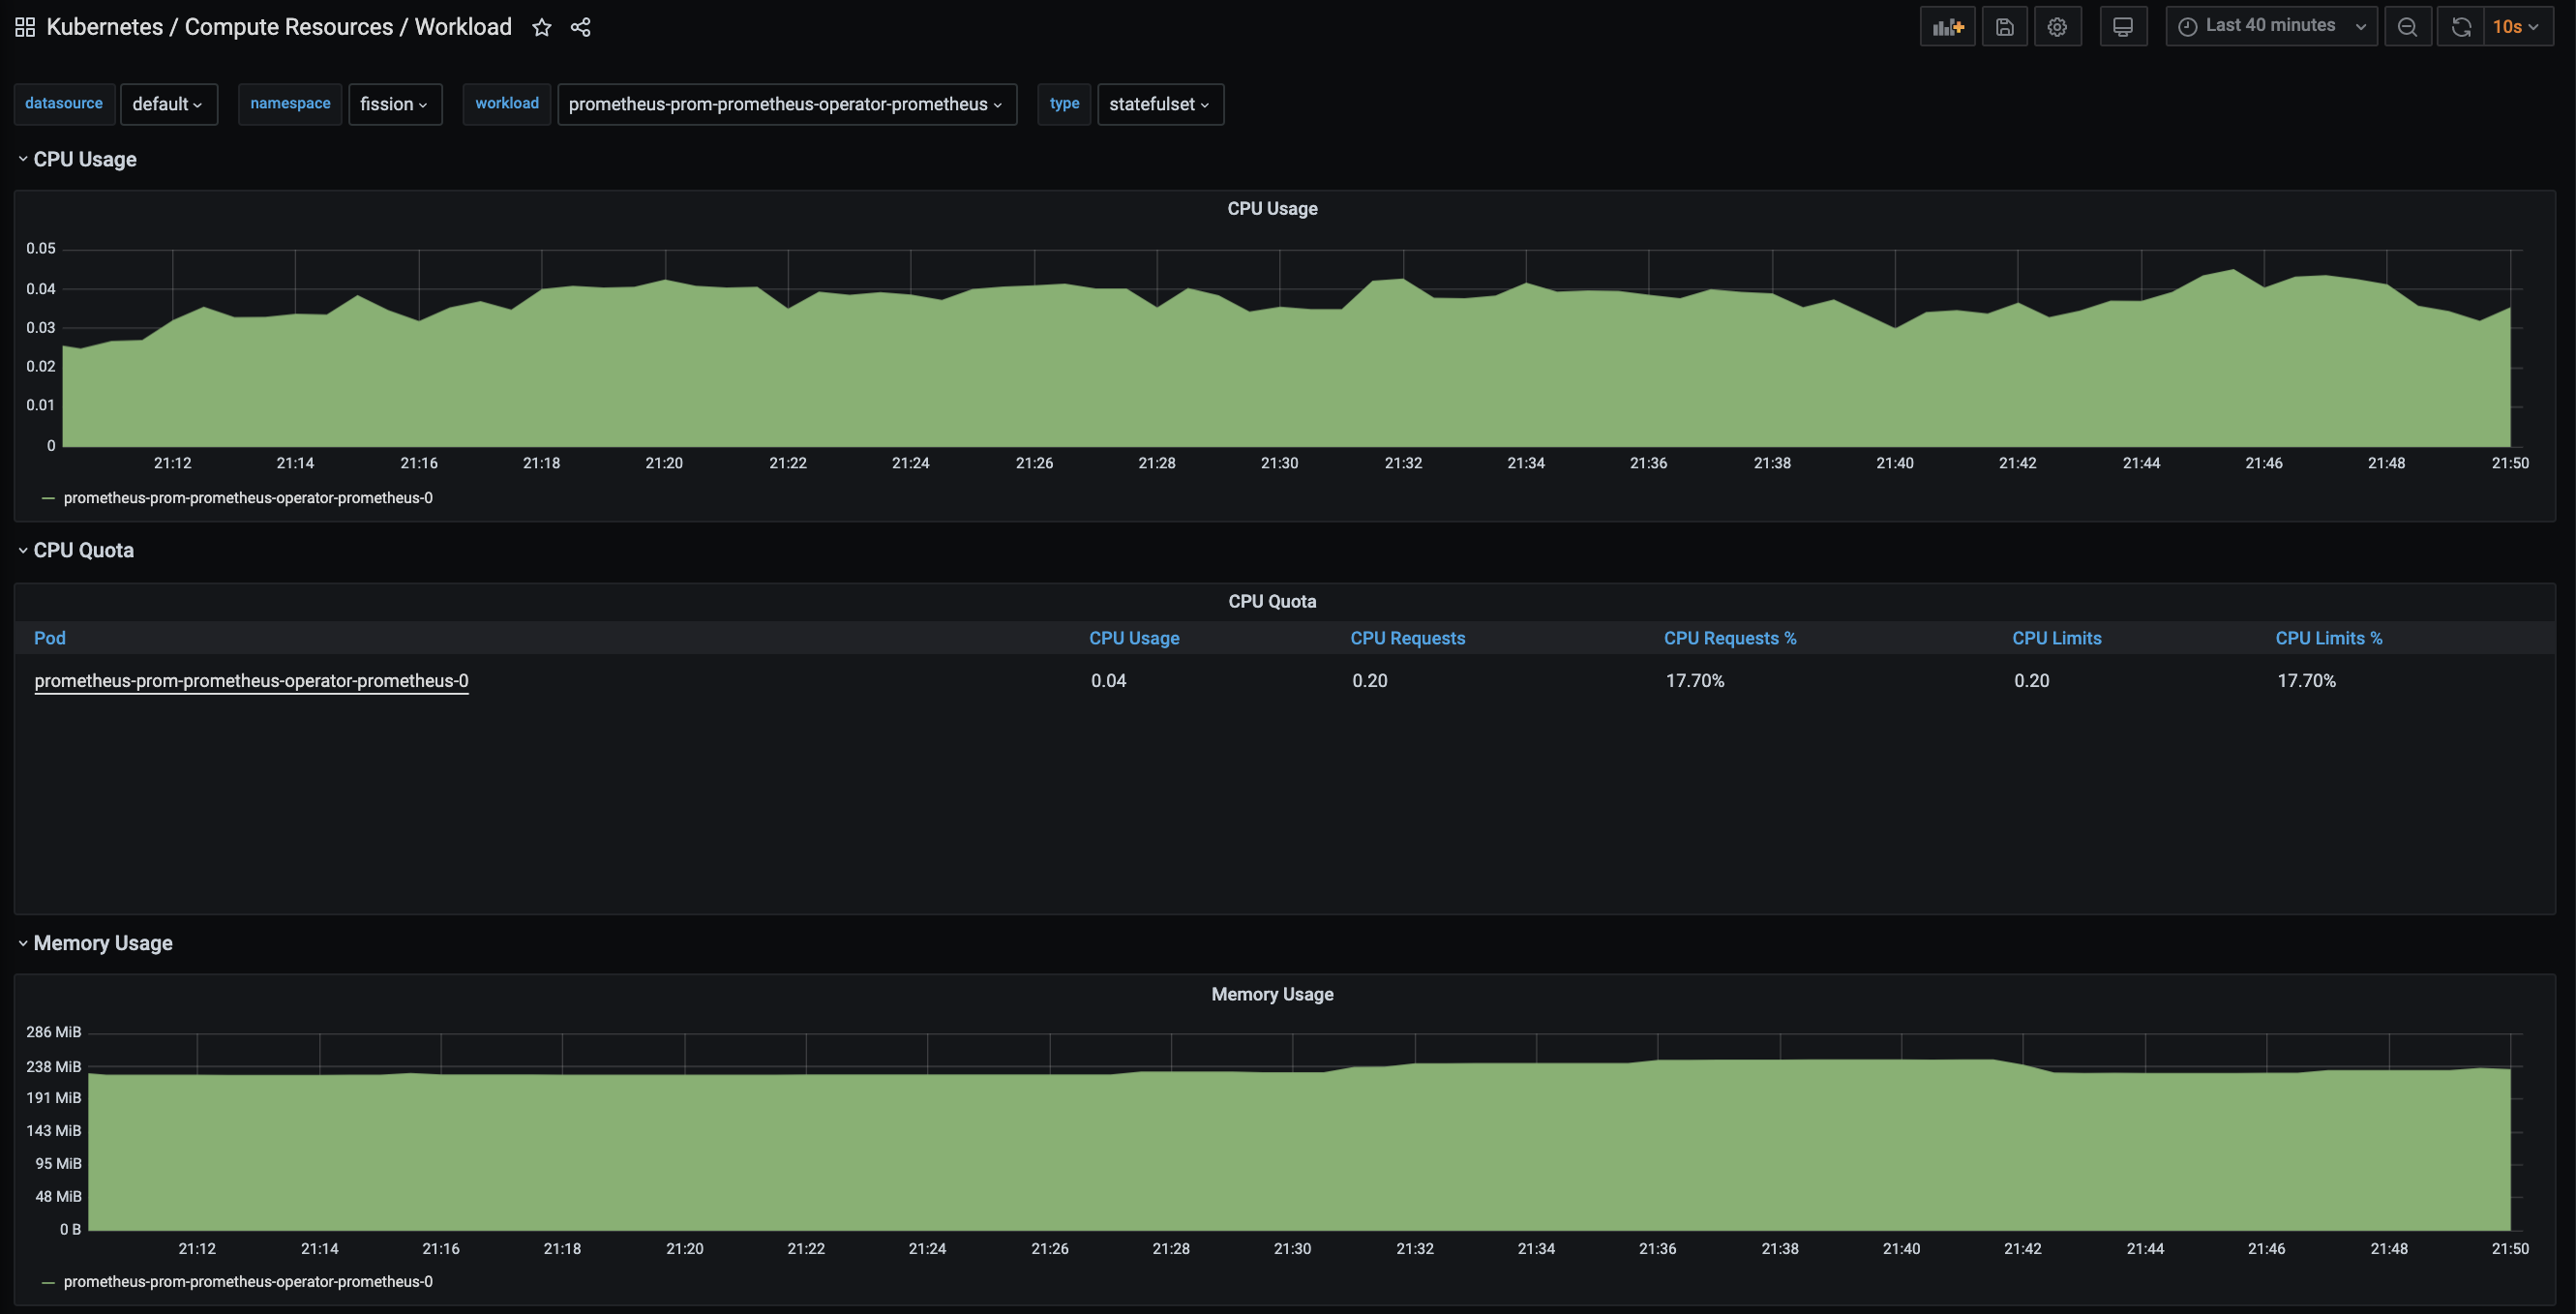 Kubernetes / Compute Resources / Workload
Last 40 minutes
10s
datasource default namespace fission workload prometheus-prom-prometheus-operator-prometheus type statefulset
CPU Usage
CPU Usage
0.05
0.04
0.03
0.02
0.01
0
21:12 21:14 21:16 21:18 21:20 21:22 21:24 21:26 21:28 21:30 21:32 21:34 21:36 21:38 21:40 21:42 21:44 21:46 21:48 21:50
prometheus-prom-prometheus-operator-prometheus-0
CPU Quota
CPU Quota
Pod CPU Usage CPU Requests CPU Requests % CPU Limits CPU Limits %
prometheus-prom-prometheus-operator-prometheus-0 0.04 0.20 17.70% 0.20 17.70%
Memory Usage
Memory Usage
286 MiB
238 MiB
191 MiB
143 MiB
95 MiB
48 MiB
0 B
21:12 21:14 21:16 21:18 21:20 21:22 21:24 21:26 21:28 21:30 21:32 21:34 21:36 21:38 21:40 21:42 21:44 21:46 21:48 21:50
prometheus-prom-prometheus-operator-prometheus-0